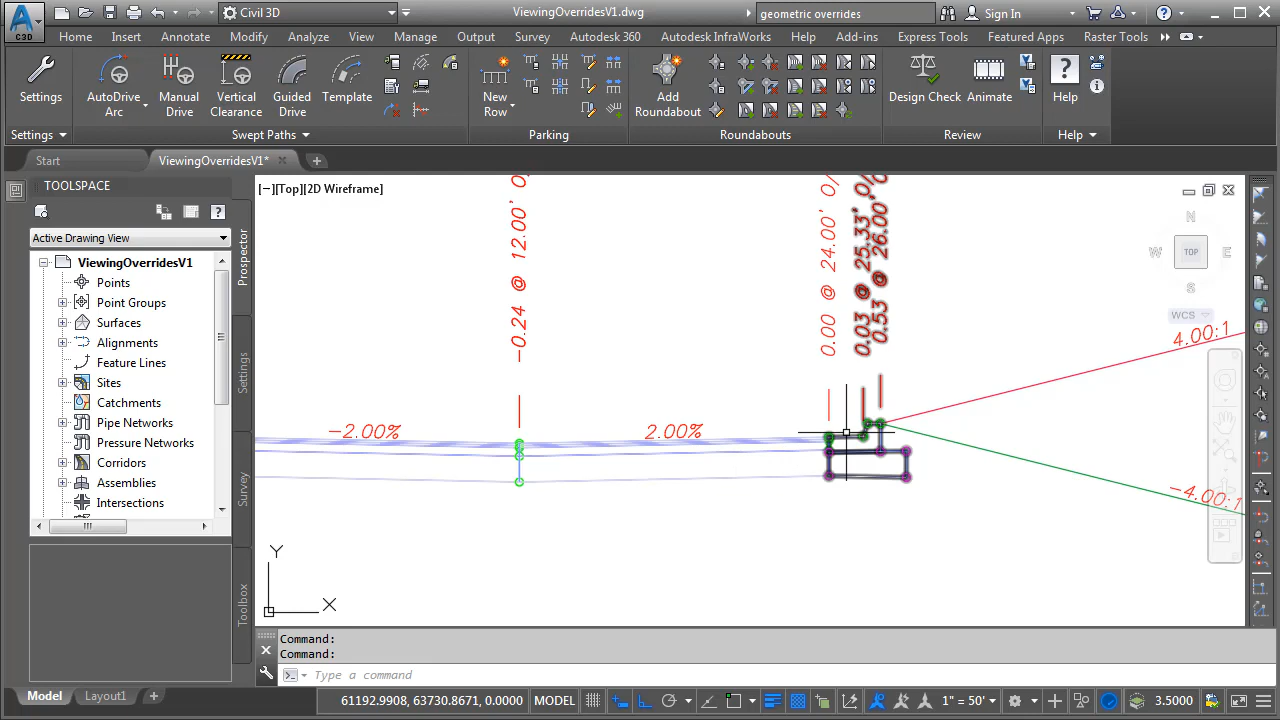 Civil 3D
ViewingOverridesV1.dwg
geometric overrides
Sign In
C3D
Home Insert Annotate Modify Analyze View Manage Output Survey Autodesk 360 Autodesk InfraWorks Help Add-ins Express Tools Featured Apps Raster Tools
Settings
AutoDrive Arc
Manual Drive
Vertical Clearance
Guided Drive
Template
New Row
Add Roundabout
Design Check
Animate
Help
Settings
Swept Paths
Parking
Roundabouts
Review
Help
Start
ViewingOverridesV1*
TOOLSPACE
Active Drawing View
ViewingOverridesV1
Points
Point Groups
Surfaces
Alignments
Feature Lines
Sites
Catchments
Pipe Networks
Pressure Networks
Corridors
Assemblies
Intersections
Prospector
Settings
Survey
Toolbox
[−][Top][2D Wireframe]
-0.24 @ 12.00'
0.00 @ 24.00'
0.03 @ 25.33'
0.53 @ 26.00'
-2.00%
2.00%
4.00:1
-4.00:1
N
W
TOP
E
S
WCS
Y
X
Command:
Command:
Type a command
Model
Layout1
61192.9908, 63730.8671, 0.0000
MODEL
1" = 50'
3.5000